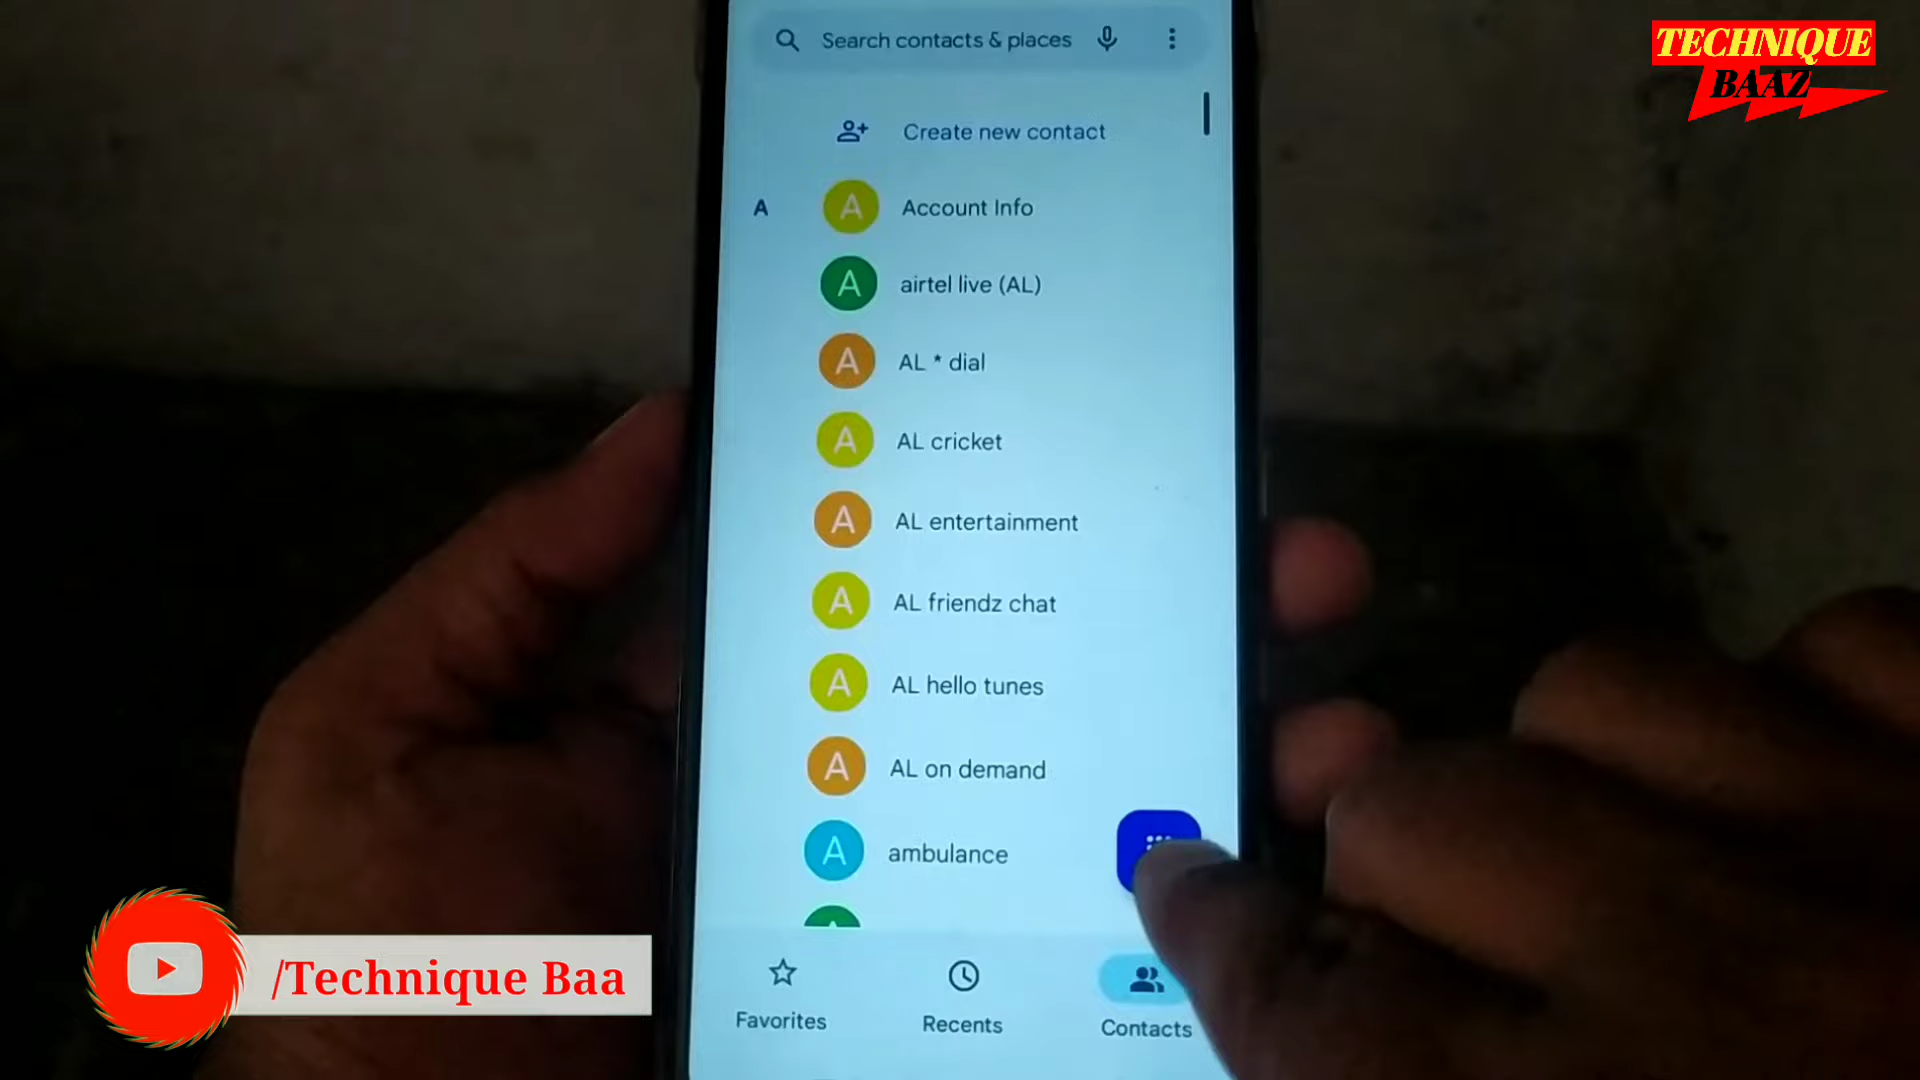 TECHNIQUE
BAAZ
Search contacts & places
Create new contact
A
A Account Info
A airtel live (AL)
A AL * dial
A AL cricket
A AL entertainment
A AL friendz chat
A AL hello tunes
A AL on demand
A ambulance
Favorites
Recents
Contacts
/Technique Baa